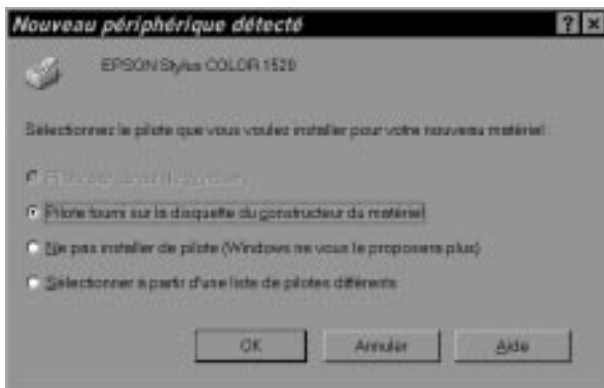 Nouveau périphérique détecté
EPSON Stylus COLOR 1520
Sélectionnez le pilote que vous voulez installer pour votre nouveau matériel.
Pilote fourni sur la disquette du constructeur du matériel
Ne pas installer de pilote (Windows ne vous le proposera plus)
Sélectionner à partir d'une liste de pilotes différents
OK
Annuler
Aide